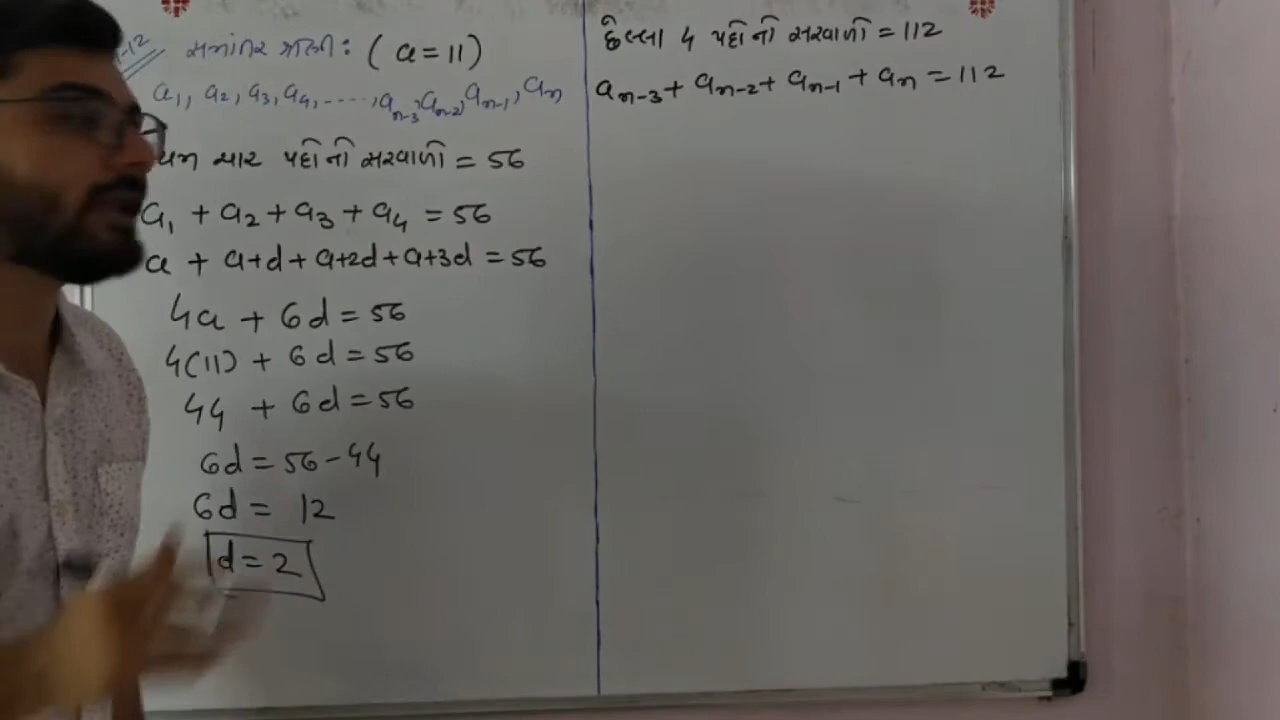 -12 સમાંતર શ્રેણી : ( a = 11 )
a1, a2, a3, a4, ....., an-3, an-2, an-1, an
ચાર પદોની સરવાળો = 56
a1 + a2 + a3 + a4 = 56
a + a+d + a+2d + a+3d = 56
4a + 6d = 56
4(11) + 6d = 56
44 + 6d = 56
6d = 56 - 44
6d = 12
d = 2
છેલ્લા 4 પદોની સરવાળો = 112
an-3 + an-2 + an-1 + an = 112